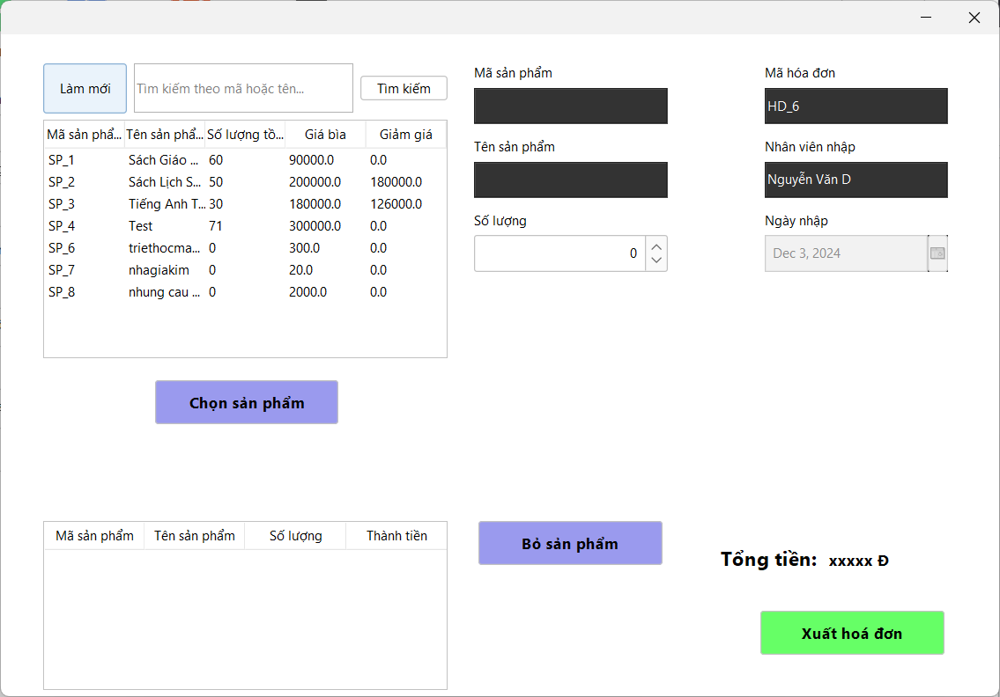 Làm mới
Tìm kiếm theo mã hoặc tên...
Tìm kiếm
Mã sản phẩ... Tên sản phẩ... Số lượng tồ... Giá bìa Giảm giá
SP_1 Sách Giáo ... 60 90000.0 0.0
SP_2 Sách Lịch S... 50 200000.0 180000.0
SP_3 Tiếng Anh T... 30 180000.0 126000.0
SP_4 Test 71 300000.0 0.0
SP_6 triethocma... 0 300.0 0.0
SP_7 nhagiakim 0 20.0 0.0
SP_8 nhung cau ... 0 2000.0 0.0
Chọn sản phẩm
Mã sản phẩm
Tên sản phẩm
Số lượng
0
Mã hóa đơn
HD_6
Nhân viên nhập
Nguyễn Văn D
Ngày nhập
Dec 3, 2024
Mã sản phẩm Tên sản phẩm Số lượng Thành tiền
Bỏ sản phẩm
Tổng tiền: xxxxx Đ
Xuất hoá đơn